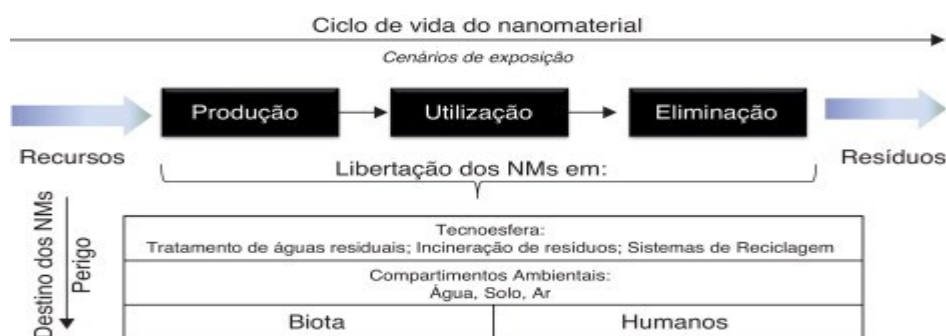 Ciclo de vida do nanomaterial
Cenários de exposição
Produção
Utilização
Eliminação
Recursos
Resíduos
Libertação dos NMs em:
Destino dos NMs
Perigo
Tecnoesfera:
Tratamento de águas residuais; Incineração de resíduos; Sistemas de Reciclagem
Compartimentos Ambientais:
Água, Solo, Ar
Biota
Humanos